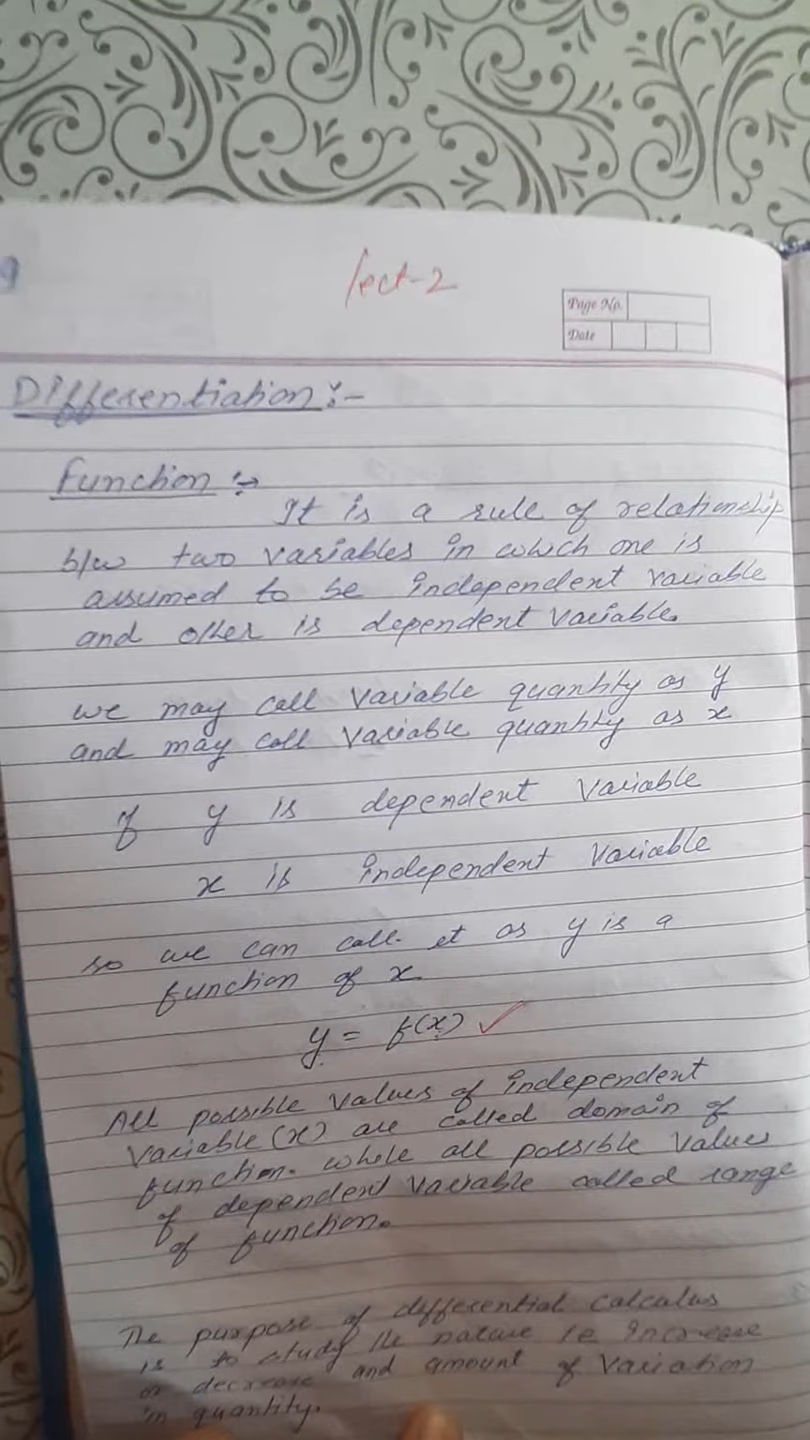 lect-2
Page No.
Date
Differentiation :-
Function :→
It is a rule of relationship
b/w two variables in which one is
assumed to be independent variable
and other is dependent variable.
we may call variable quantity as y
and may call variable quantity as x
If y is dependent variable
x is independent variable
so we can call it as y is a
function of x
y = f(x) ✓
All possible values of independent
variable (x) are called domain of
function. while all possible values
of dependent variable called range
of function.
The purpose of differential calculus
is to study the nature ie increase
or decrease and amount of variation
in quantity.